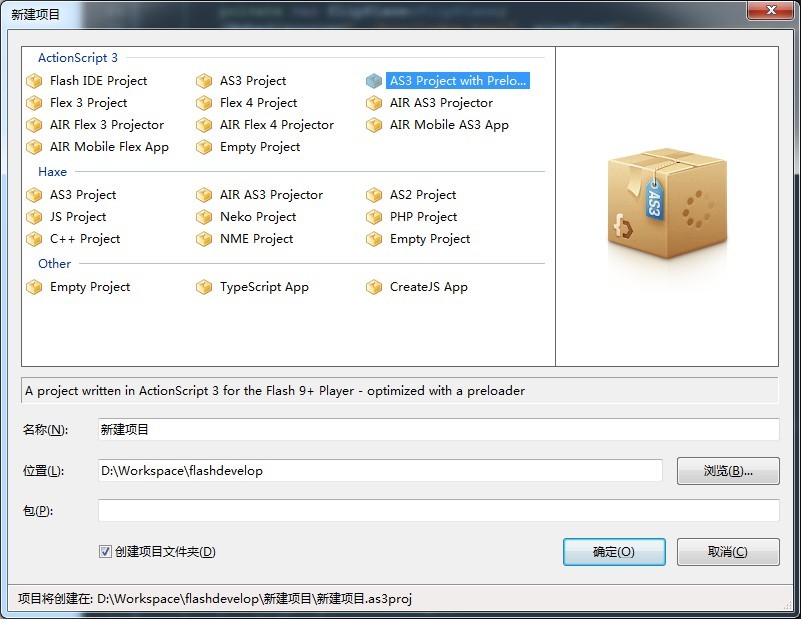 新建项目
ActionScript 3
Flash IDE Project AS3 Project AS3 Project with Prelo...
Flex 3 Project Flex 4 Project AIR AS3 Projector
AIR Flex 3 Projector AIR Flex 4 Projector AIR Mobile AS3 App
AIR Mobile Flex App Empty Project
Haxe
AS3 Project AIR AS3 Projector AS2 Project
JS Project Neko Project PHP Project
C++ Project NME Project Empty Project
Other
Empty Project TypeScript App CreateJS App
AS3
A project written in ActionScript 3 for the Flash 9+ Player - optimized with a preloader
名称(N): 新建项目
位置(L): D:\Workspace\flashdevelop 浏览(B)...
包(P):
创建项目文件夹(D) 确定(O) 取消(C)
项目将创建在: D:\Workspace\flashdevelop\新建项目\新建项目.as3proj